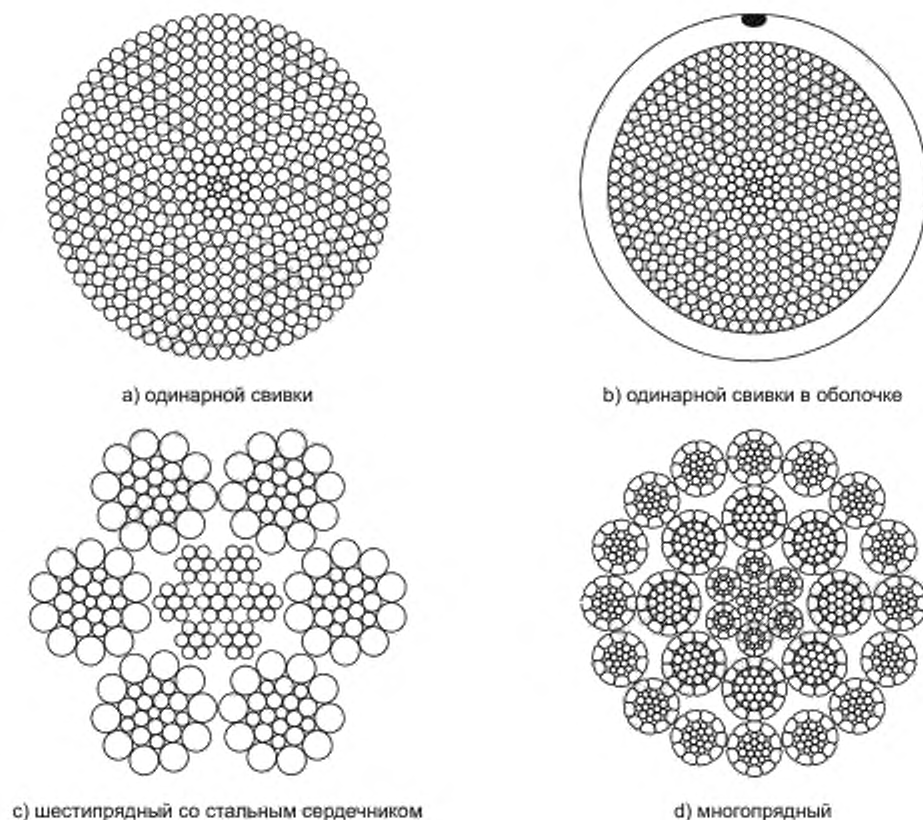 a) одинарной свивки
b) одинарной свивки в оболочке
c) шестипрядный со стальным сердечником
d) многопрядный